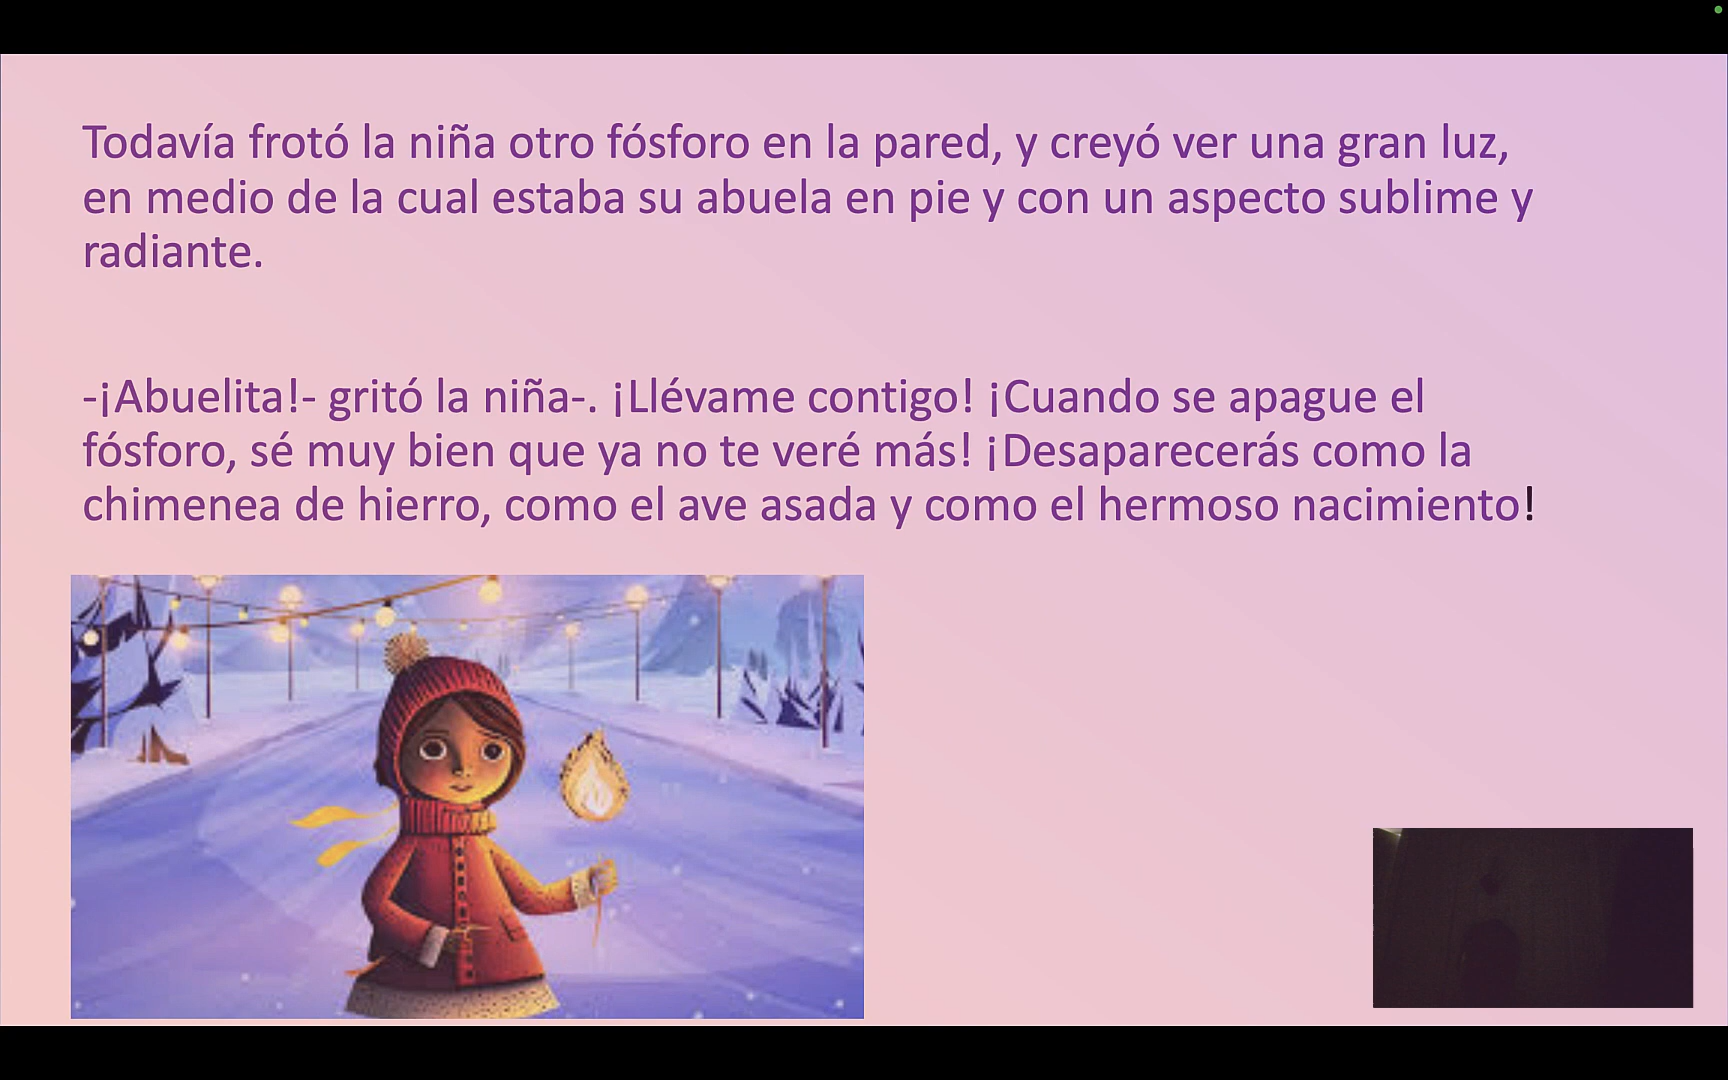 Todavía frotó la niña otro fósforo en la pared, y creyó ver una gran luz,
en medio de la cual estaba su abuela en pie y con un aspecto sublime y
radiante.
-¡Abuelita!- gritó la niña-. ¡Llévame contigo! ¡Cuando se apague el
fósforo, sé muy bien que ya no te veré más! ¡Desaparecerás como la
chimenea de hierro, como el ave asada y como el hermoso nacimiento!